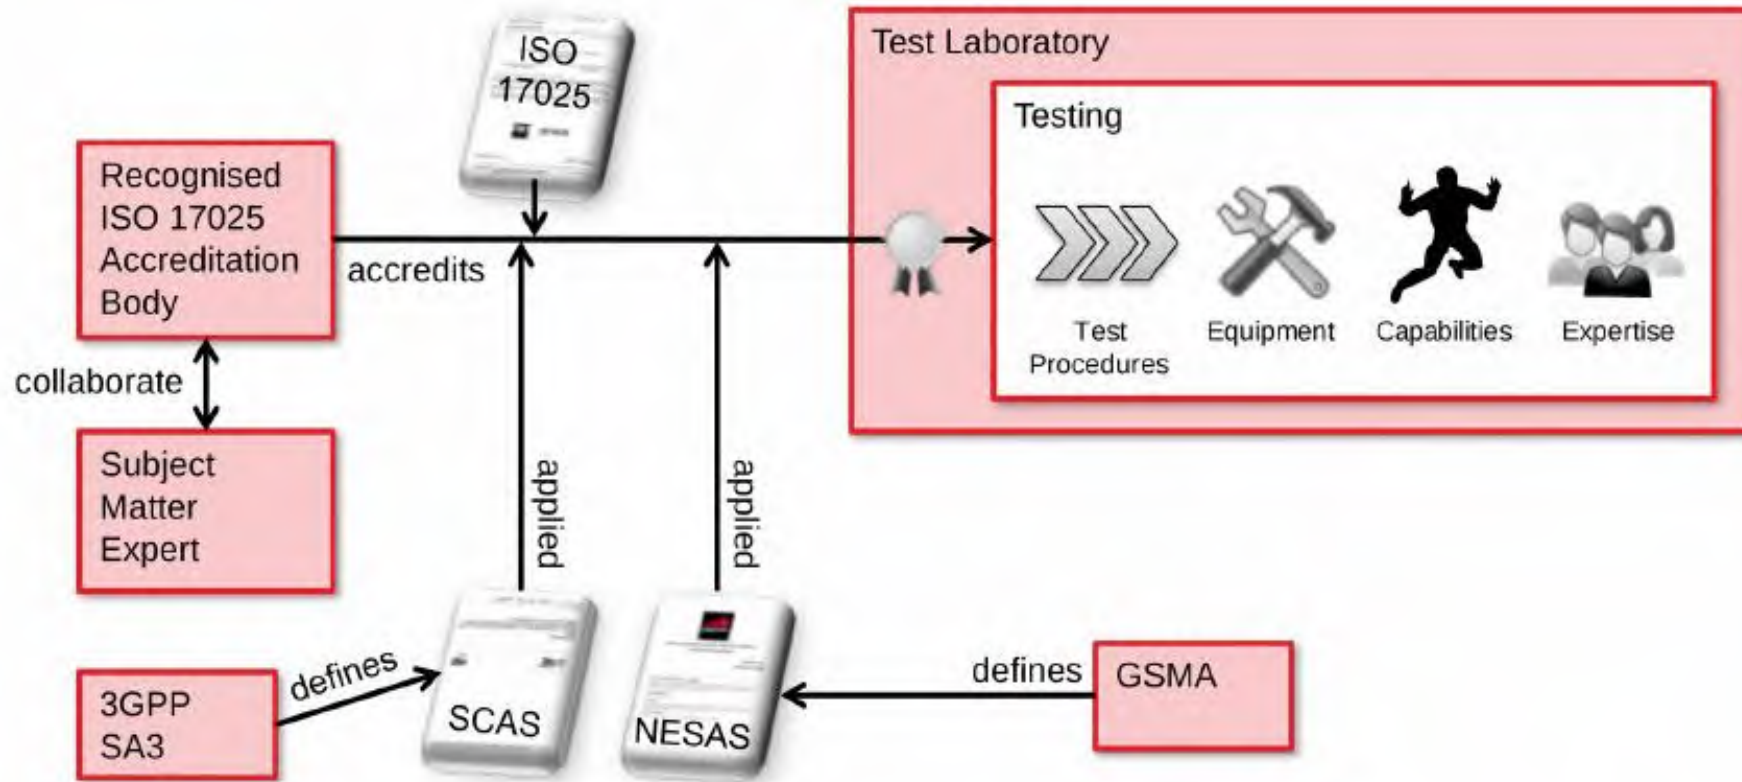 ISO
17025
Test Laboratory
Testing
Recognised
ISO 17025
Accreditation
Body
accredits
Test
Procedures
Equipment
Capabilities
Expertise
collaborate
Subject
Matter
Expert
applied
applied
3GPP
SA3
defines
SCAS
NESAS
defines
GSMA